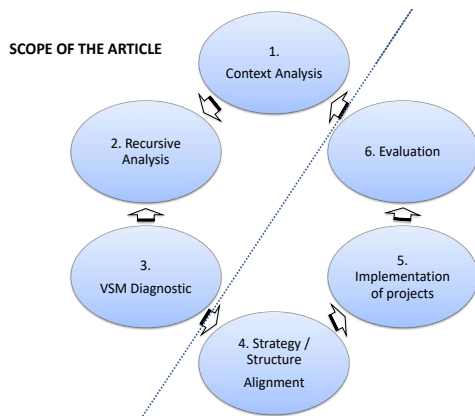 SCOPE OF THE ARTICLE
1.
Context Analysis
2. Recursive
Analysis
3.
VSM Diagnostic
4. Strategy /
Structure
Alignment
5.
Implementation
of projects
6. Evaluation